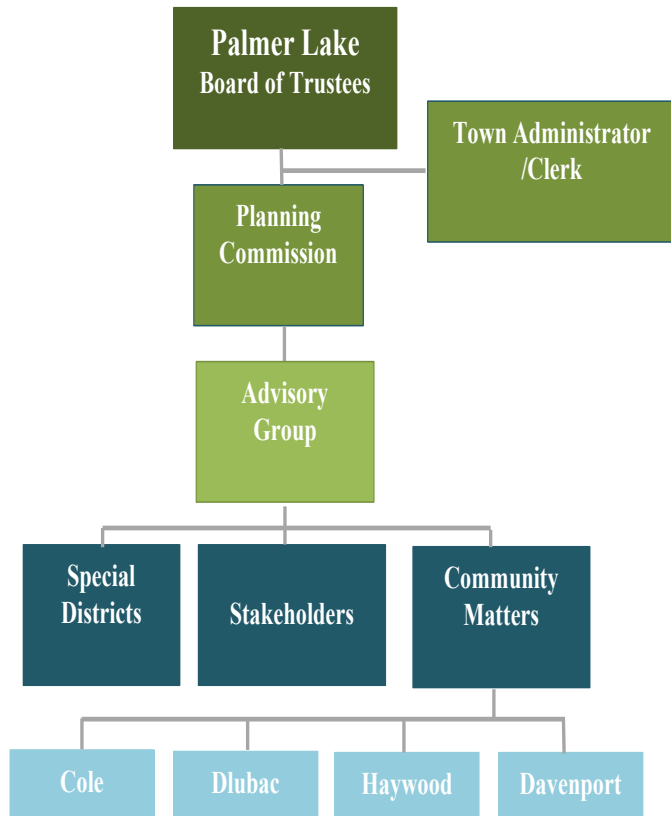 Palmer Lake
Board of Trustees
Town Administrator
/Clerk
Planning
Commission
Advisory
Group
Special
Districts
Stakeholders
Community
Matters
Cole
Dlubac
Haywood
Davenport